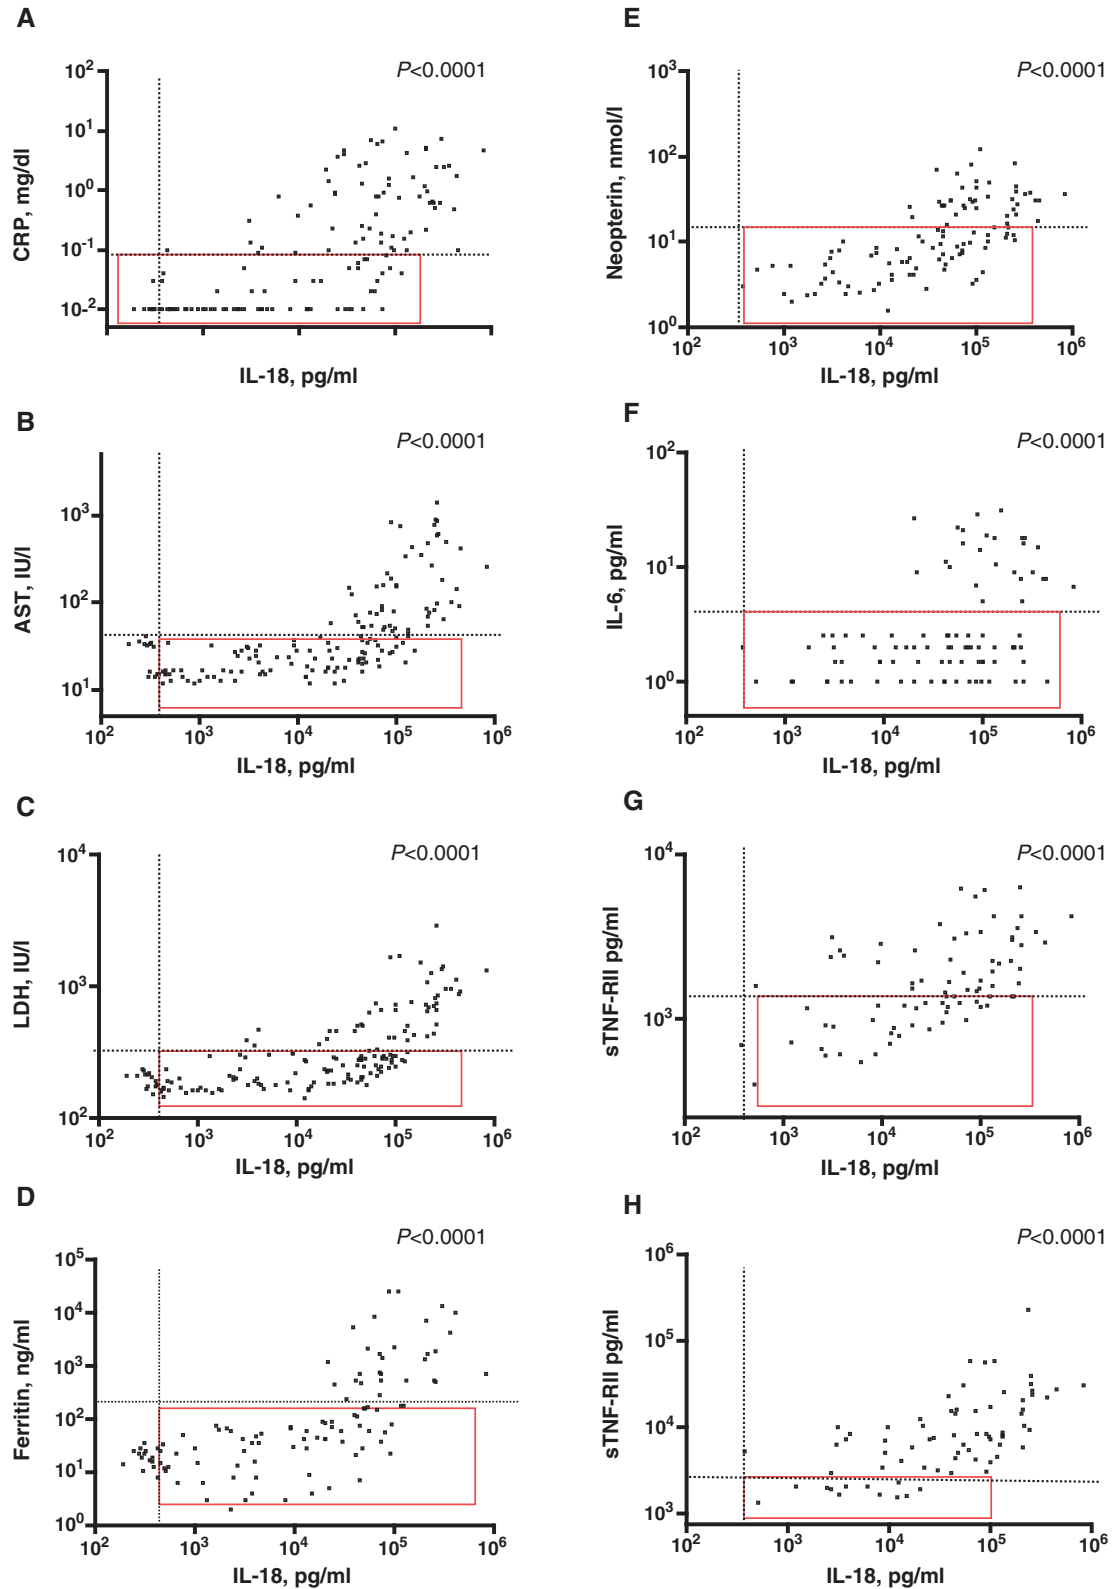 A
P<0.0001
CRP, mg/dl
10²
10¹
10⁰
10⁻¹
10⁻²
IL-18, pg/ml
B
P<0.0001
AST, IU/l
10³
10²
10¹
10² 10³ 10⁴ 10⁵ 10⁶
IL-18, pg/ml
C
P<0.0001
LDH, IU/l
10⁴
10³
10²
10² 10³ 10⁴ 10⁵ 10⁶
IL-18, pg/ml
D
P<0.0001
Ferritin, ng/ml
10⁵
10⁴
10³
10²
10¹
10⁰
10² 10³ 10⁴ 10⁵ 10⁶
IL-18, pg/ml
E
P<0.0001
Neopterin, nmol/l
10³
10²
10¹
10⁰
10² 10³ 10⁴ 10⁵ 10⁶
IL-18, pg/ml
F
P<0.0001
IL-6, pg/ml
10²
10¹
10⁰
10² 10³ 10⁴ 10⁵ 10⁶
IL-18, pg/ml
G
P<0.0001
sTNF-RII pg/ml
10⁴
10³
10² 10³ 10⁴ 10⁵ 10⁶
IL-18, pg/ml
H
P<0.0001
sTNF-RII pg/ml
10⁶
10⁵
10⁴
10³
10² 10³ 10⁴ 10⁵ 10⁶
IL-18, pg/ml